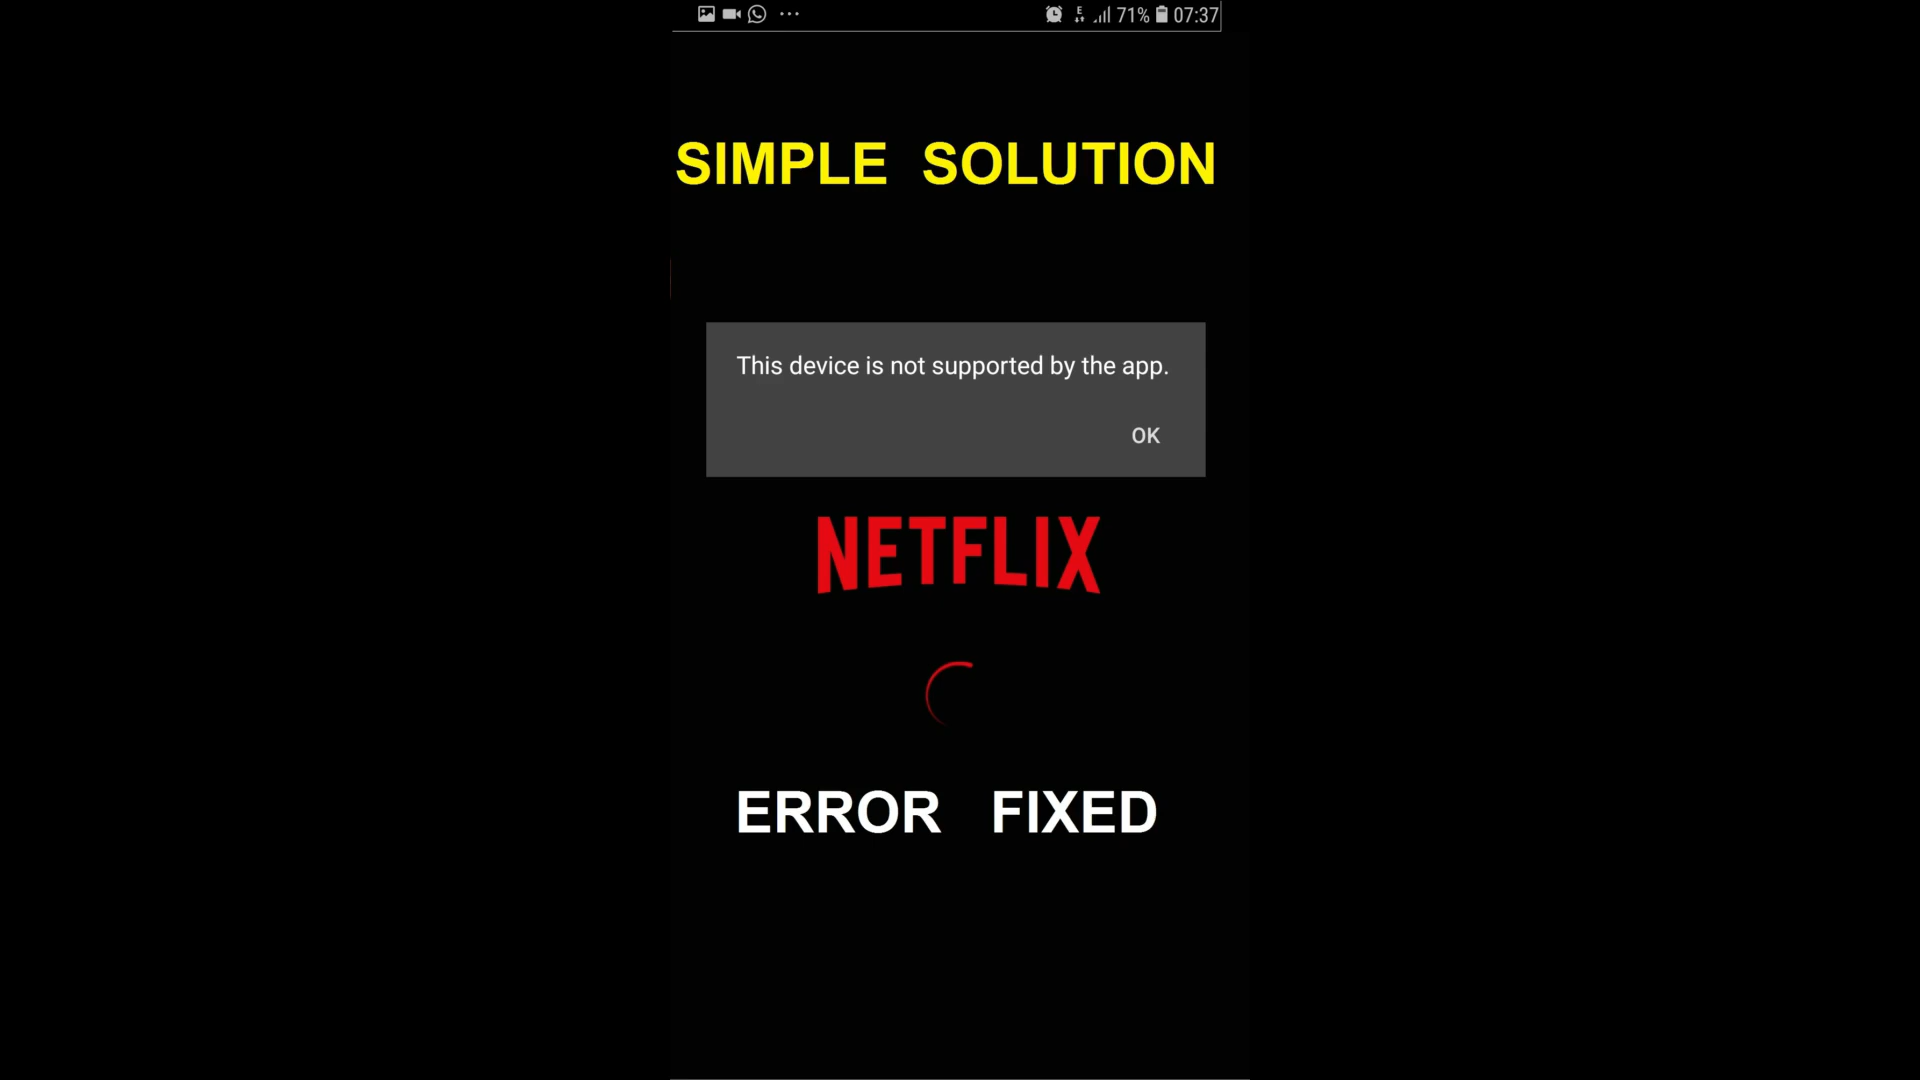 E 71% 07:37
SIMPLE SOLUTION
This device is not supported by the app.
OK
NETFLIX
ERROR FIXED